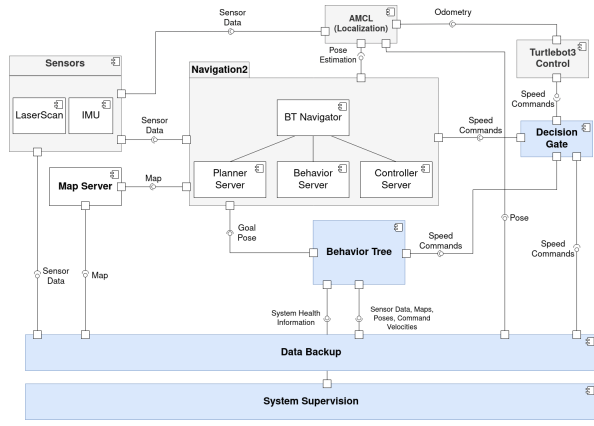 Sensor
Data
AMCL
(Localization)
Odometry
Sensors
Pose
Estimation
Turtlebot3
Control
Navigation2
LaserScan
IMU
BT Navigator
Sensor
Data
Speed
Commands
Speed
Commands
Decision
Gate
Map Server
Map
Planner
Server
Behavior
Server
Controller
Server
Goal
Pose
Behavior Tree
Speed
Commands
Pose
Speed
Commands
Sensor
Data
Map
System Health
Information
Sensor Data, Maps,
Poses, Command
Velocities
Data Backup
System Supervision